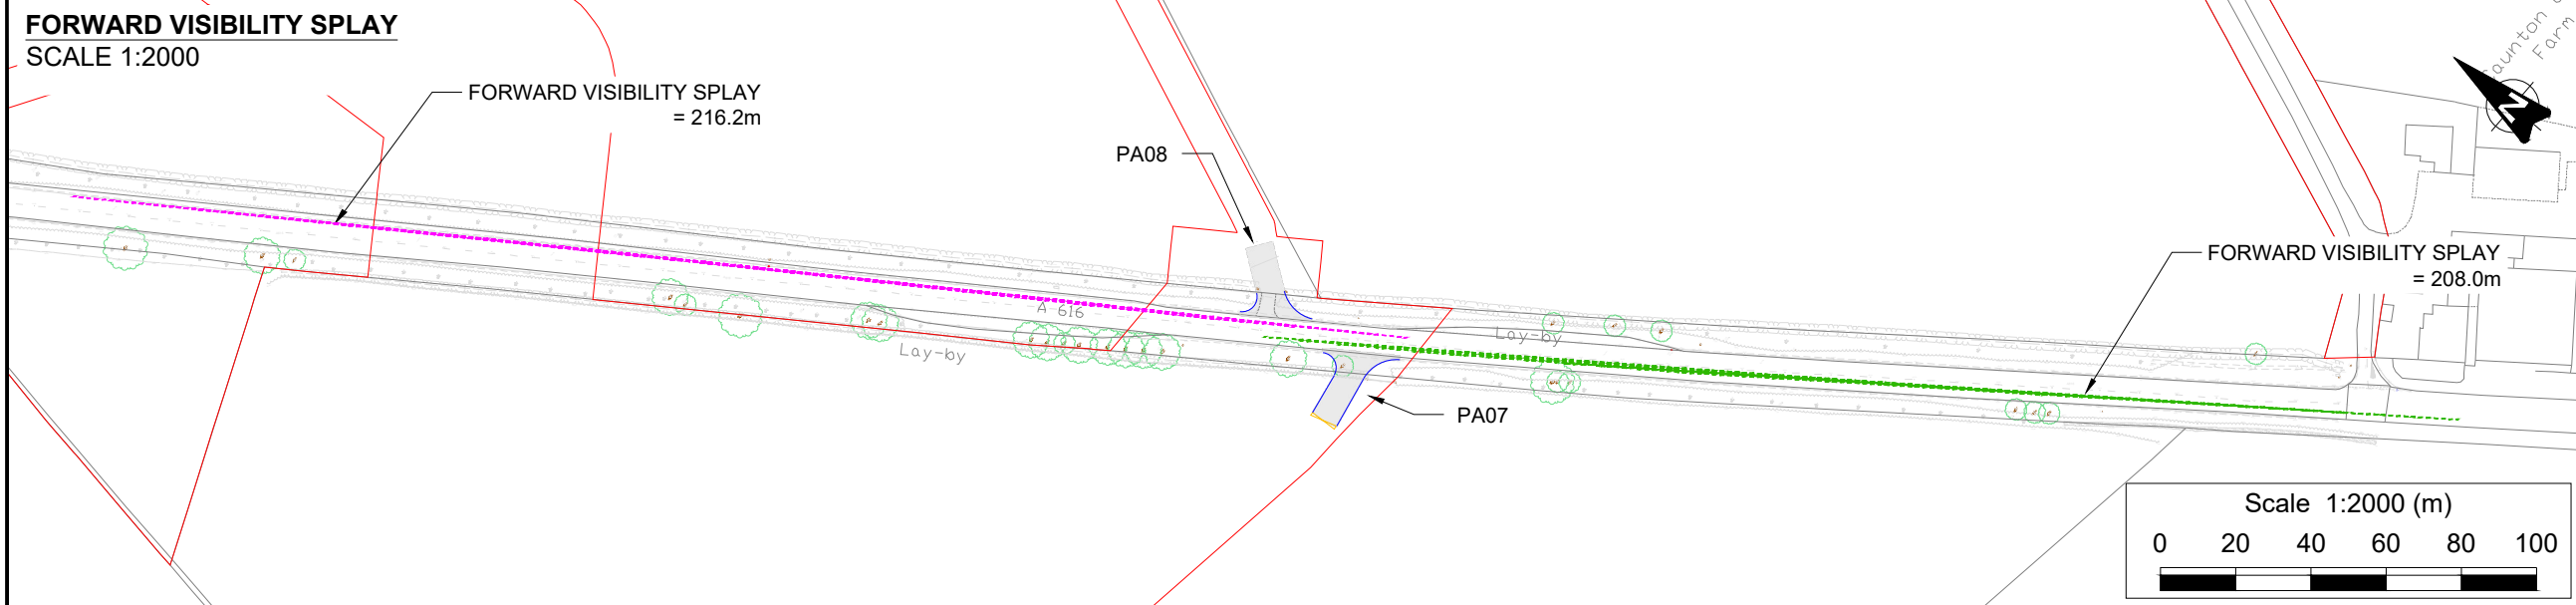 FORWARD VISIBILITY SPLAY
SCALE 1:2000
FORWARD VISIBILITY SPLAY
= 216.2m
PA08
Farm
N
FORWARD VISIBILITY SPLAY
= 208.0m
A 616
Lay-by
Lay-by
PA07
Scale 1:2000 (m)
0 20 40 60 80 100